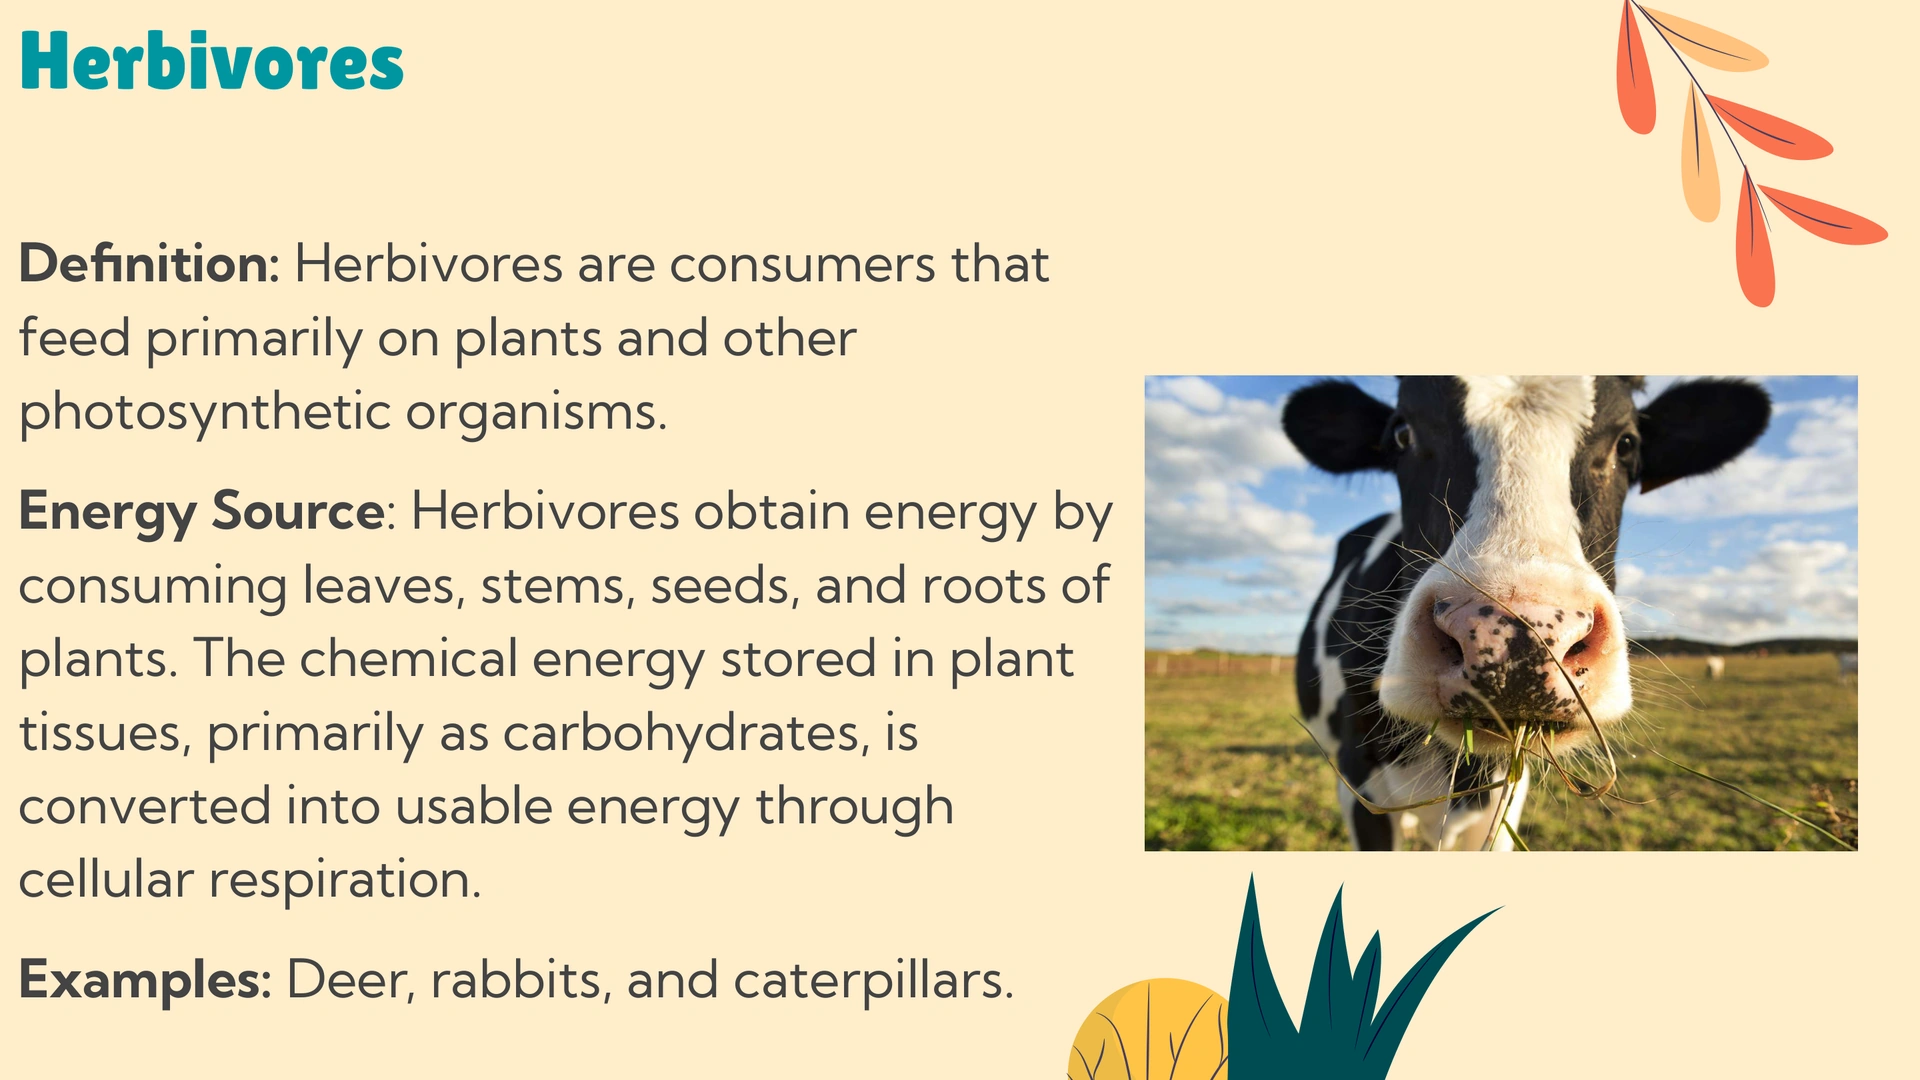 Herbivores
Definition: Herbivores are consumers that
feed primarily on plants and other
photosynthetic organisms.
Energy Source: Herbivores obtain energy by
consuming leaves, stems, seeds, and roots of
plants. The chemical energy stored in plant
tissues, primarily as carbohydrates, is
converted into usable energy through
cellular respiration.
Examples: Deer, rabbits, and caterpillars.